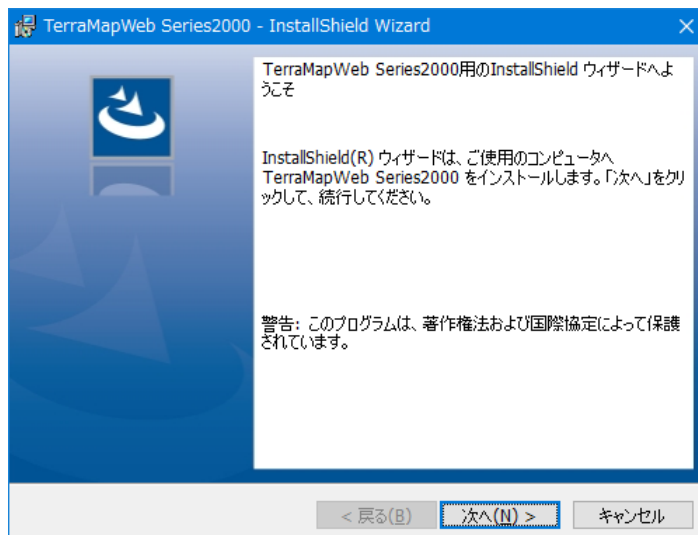 TerraMapWeb Series2000 - InstallShield Wizard
TerraMapWeb Series2000用のInstallShield ウィザードへよ
うこそ
InstallShield(R) ウィザードは、ご使用のコンピュータへ
TerraMapWeb Series2000 をインストールします。「次へ」をクリ
ックして、続行してください。
警告: このプログラムは、著作権法および国際協定によって保護
されています。
< 戻る(B)
次へ(N) >
キャンセル